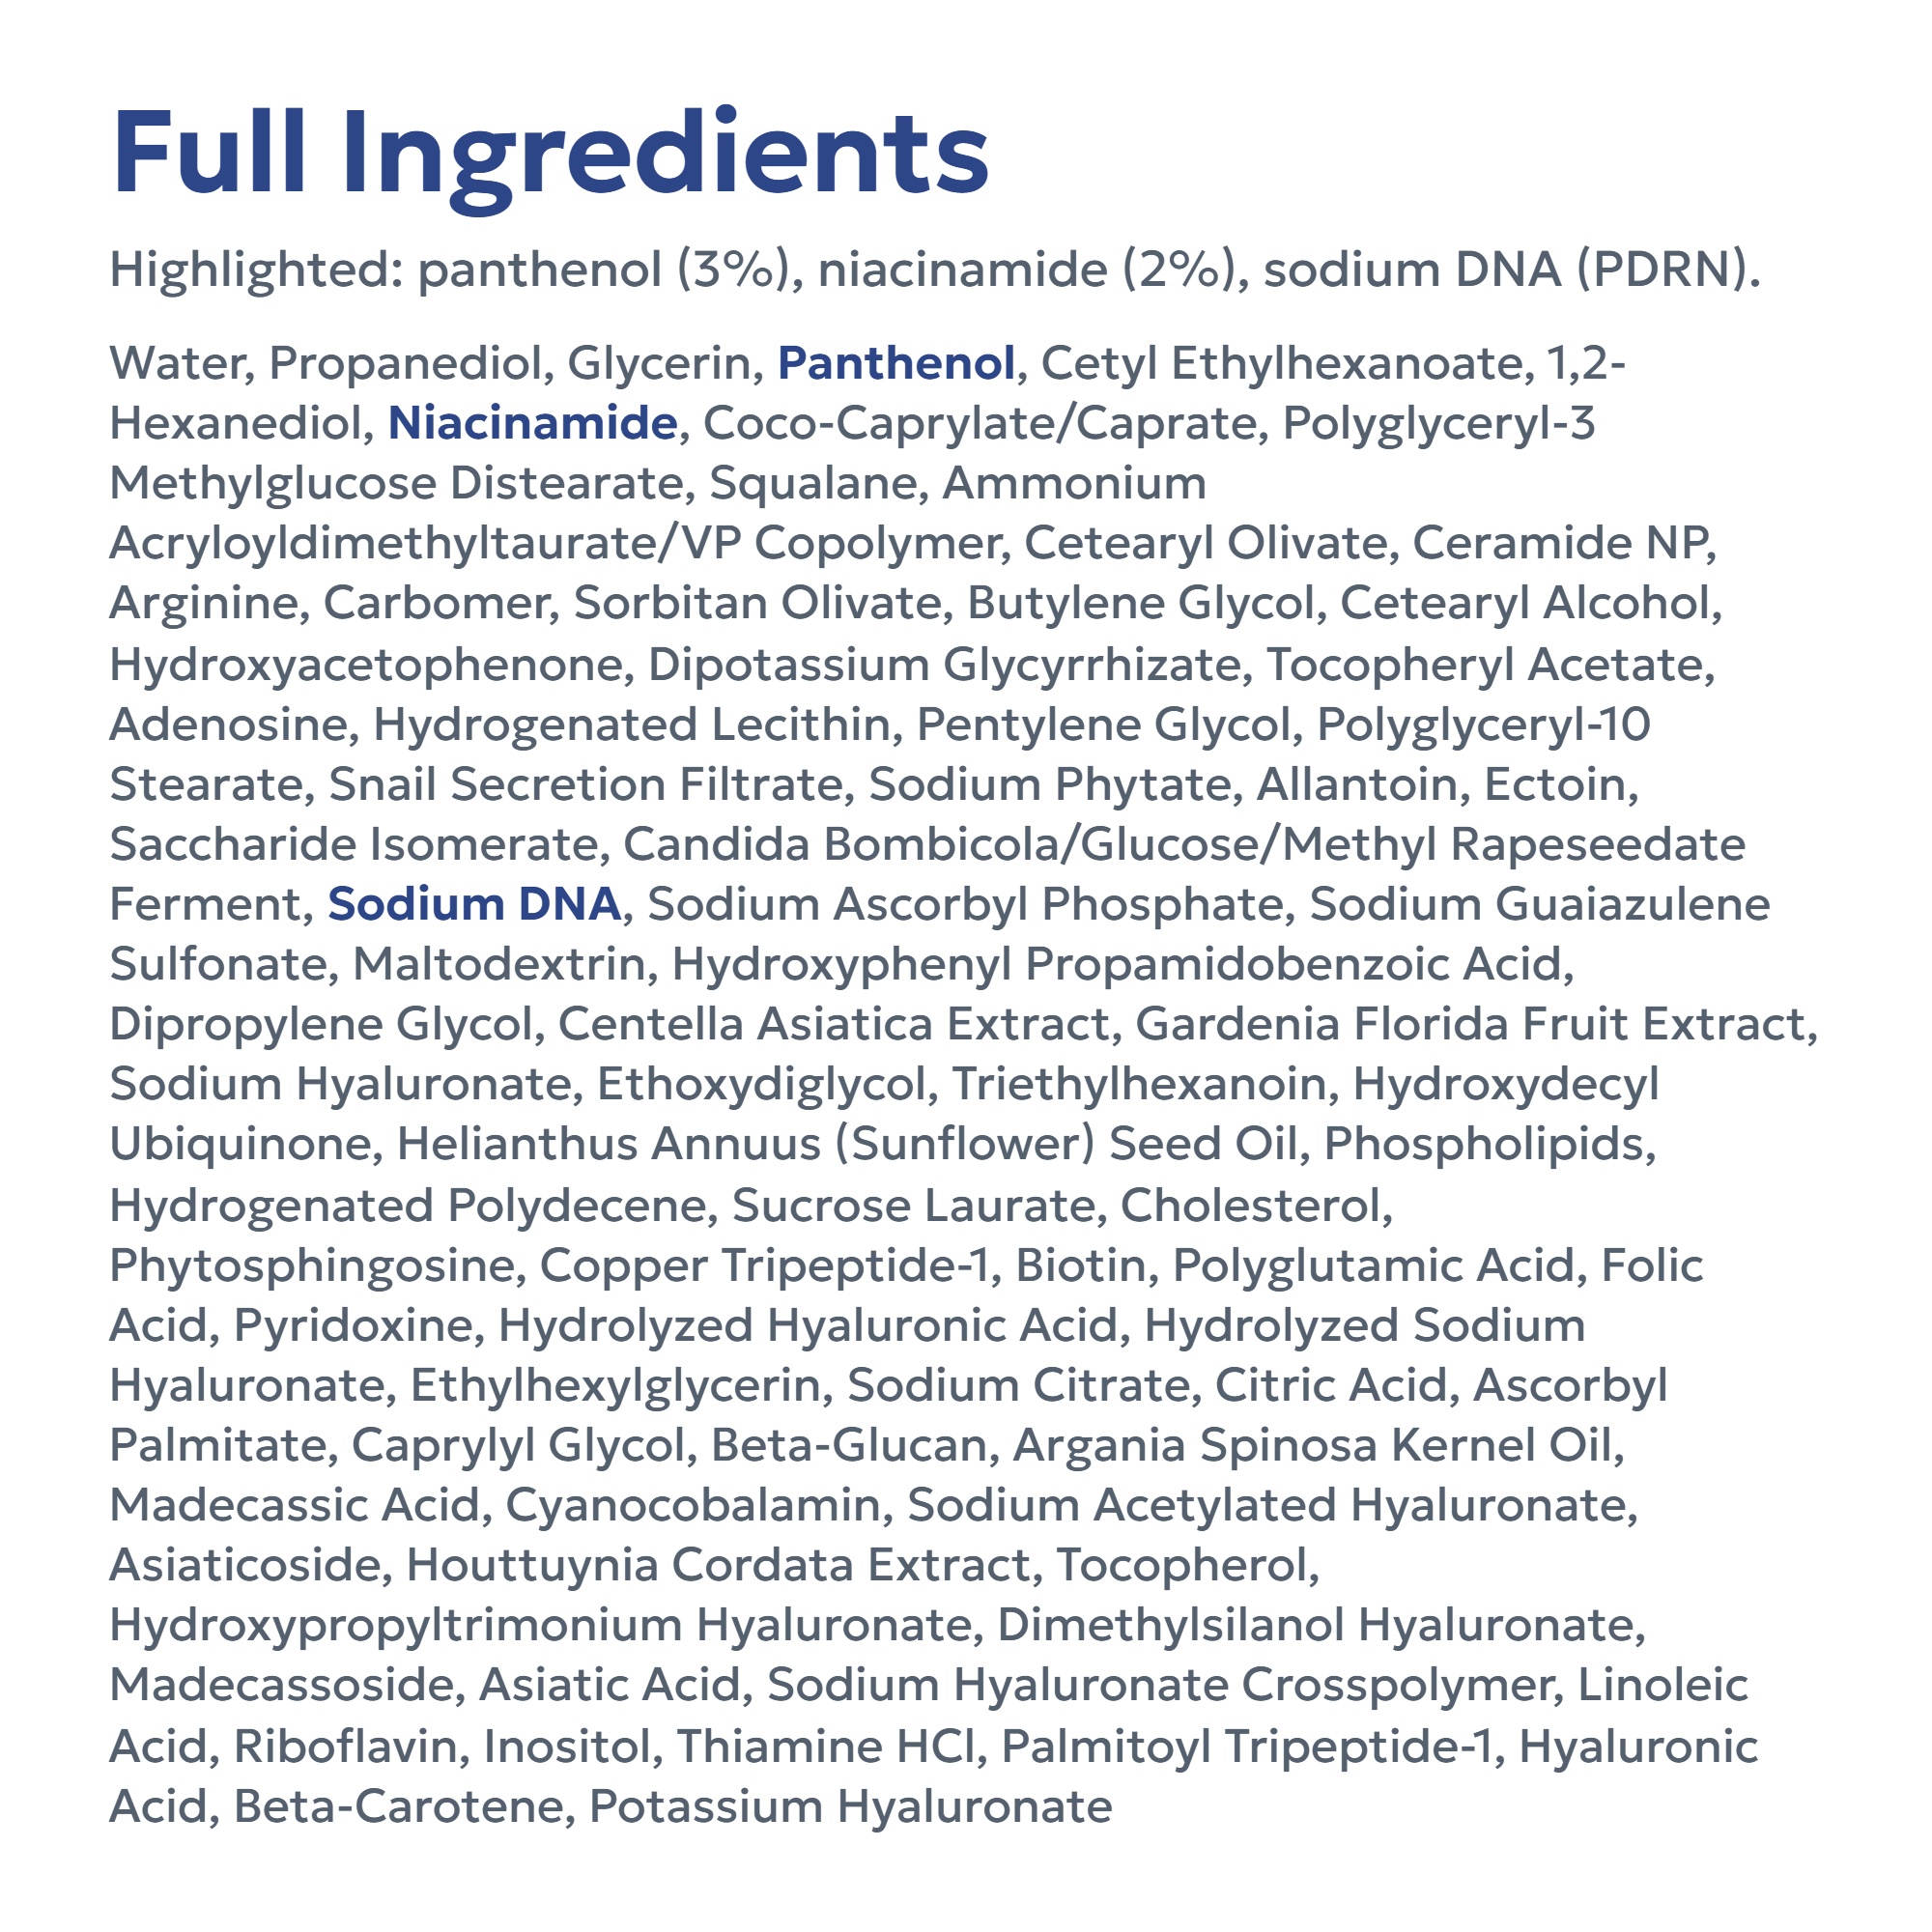 Full Ingredients
Highlighted: panthenol (3%), niacinamide (2%), sodium DNA (PDRN).
Water, Propanediol, Glycerin, Panthenol, Cetyl Ethylhexanoate, 1,2-
Hexanediol, Niacinamide, Coco-Caprylate/Caprate, Polyglyceryl-3
Methylglucose Distearate, Squalane, Ammonium
Acryloyldimethyltaurate/VP Copolymer, Cetearyl Olivate, Ceramide NP,
Arginine, Carbomer, Sorbitan Olivate, Butylene Glycol, Cetearyl Alcohol,
Hydroxyacetophenone, Dipotassium Glycyrrhizate, Tocopheryl Acetate,
Adenosine, Hydrogenated Lecithin, Pentylene Glycol, Polyglyceryl-10
Stearate, Snail Secretion Filtrate, Sodium Phytate, Allantoin, Ectoin,
Saccharide Isomerate, Candida Bombicola/Glucose/Methyl Rapeseedate
Ferment, Sodium DNA, Sodium Ascorbyl Phosphate, Sodium Guaiazulene
Sulfonate, Maltodextrin, Hydroxyphenyl Propamidobenzoic Acid,
Dipropylene Glycol, Centella Asiatica Extract, Gardenia Florida Fruit Extract,
Sodium Hyaluronate, Ethoxydiglycol, Triethylhexanoin, Hydroxydecyl
Ubiquinone, Helianthus Annuus (Sunflower) Seed Oil, Phospholipids,
Hydrogenated Polydecene, Sucrose Laurate, Cholesterol,
Phytosphingosine, Copper Tripeptide-1, Biotin, Polyglutamic Acid, Folic
Acid, Pyridoxine, Hydrolyzed Hyaluronic Acid, Hydrolyzed Sodium
Hyaluronate, Ethylhexylglycerin, Sodium Citrate, Citric Acid, Ascorbyl
Palmitate, Caprylyl Glycol, Beta-Glucan, Argania Spinosa Kernel Oil,
Madecassic Acid, Cyanocobalamin, Sodium Acetylated Hyaluronate,
Asiaticoside, Houttuynia Cordata Extract, Tocopherol,
Hydroxypropyltrimonium Hyaluronate, Dimethylsilanol Hyaluronate,
Madecassoside, Asiatic Acid, Sodium Hyaluronate Crosspolymer, Linoleic
Acid, Riboflavin, Inositol, Thiamine HCl, Palmitoyl Tripeptide-1, Hyaluronic
Acid, Beta-Carotene, Potassium Hyaluronate